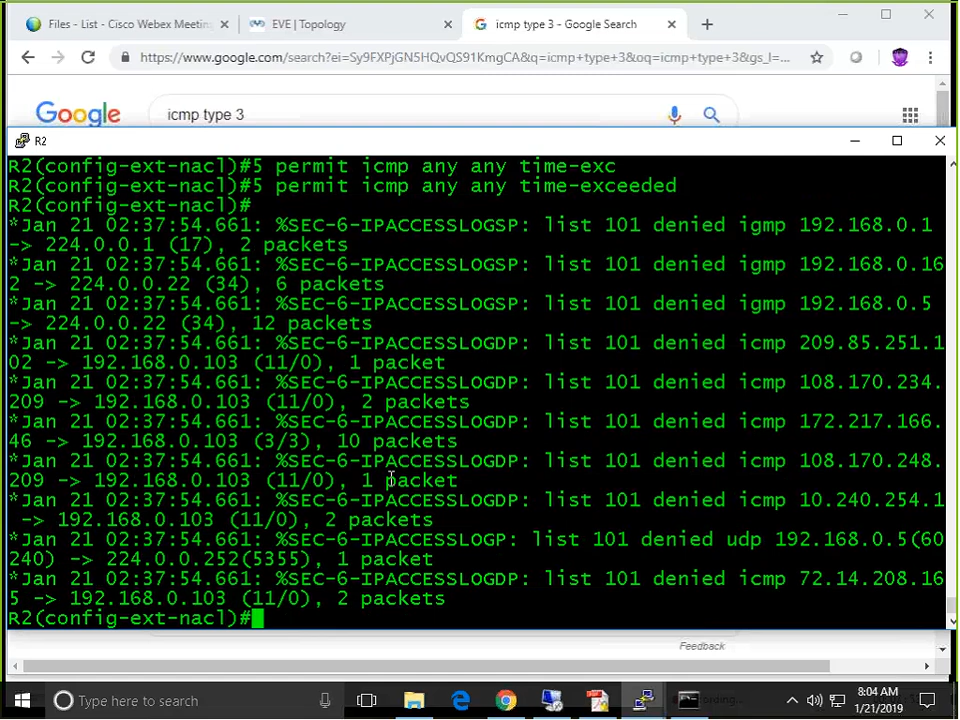 Files - List - Cisco Webex Meetin
EVE | Topology
icmp type 3 - Google Search
https://www.google.com/search?ei=Sy9FXPjGN5HQvQS91KmgCA&q=icmp+type+3&oq=icmp+type+3&gs_l=...
Google
icmp type 3
R2
R2(config-ext-nacl)#5 permit icmp any any time-exc
R2(config-ext-nacl)#5 permit icmp any any time-exceeded
R2(config-ext-nacl)#
*Jan 21 02:37:54.661: %SEC-6-IPACCESSLOGSP: list 101 denied igmp 192.168.0.1
-> 224.0.0.1 (17), 2 packets
*Jan 21 02:37:54.661: %SEC-6-IPACCESSLOGSP: list 101 denied igmp 192.168.0.16
2 -> 224.0.0.22 (34), 6 packets
*Jan 21 02:37:54.661: %SEC-6-IPACCESSLOGSP: list 101 denied igmp 192.168.0.5
-> 224.0.0.22 (34), 12 packets
*Jan 21 02:37:54.661: %SEC-6-IPACCESSLOGDP: list 101 denied icmp 209.85.251.1
02 -> 192.168.0.103 (11/0), 1 packet
*Jan 21 02:37:54.661: %SEC-6-IPACCESSLOGDP: list 101 denied icmp 108.170.234.
209 -> 192.168.0.103 (11/0), 2 packets
*Jan 21 02:37:54.661: %SEC-6-IPACCESSLOGDP: list 101 denied icmp 172.217.166.
46 -> 192.168.0.103 (3/3), 10 packets
*Jan 21 02:37:54.661: %SEC-6-IPACCESSLOGDP: list 101 denied icmp 108.170.248.
209 -> 192.168.0.103 (11/0), 1 packet
*Jan 21 02:37:54.661: %SEC-6-IPACCESSLOGDP: list 101 denied icmp 10.240.254.1
-> 192.168.0.103 (11/0), 2 packets
*Jan 21 02:37:54.661: %SEC-6-IPACCESSLOGP: list 101 denied udp 192.168.0.5(60
240) -> 224.0.0.252(5355), 1 packet
*Jan 21 02:37:54.661: %SEC-6-IPACCESSLOGDP: list 101 denied icmp 72.14.208.16
5 -> 192.168.0.103 (11/0), 2 packets
R2(config-ext-nacl)#
Feedback
Type here to search
8:04 AM
1/21/2019